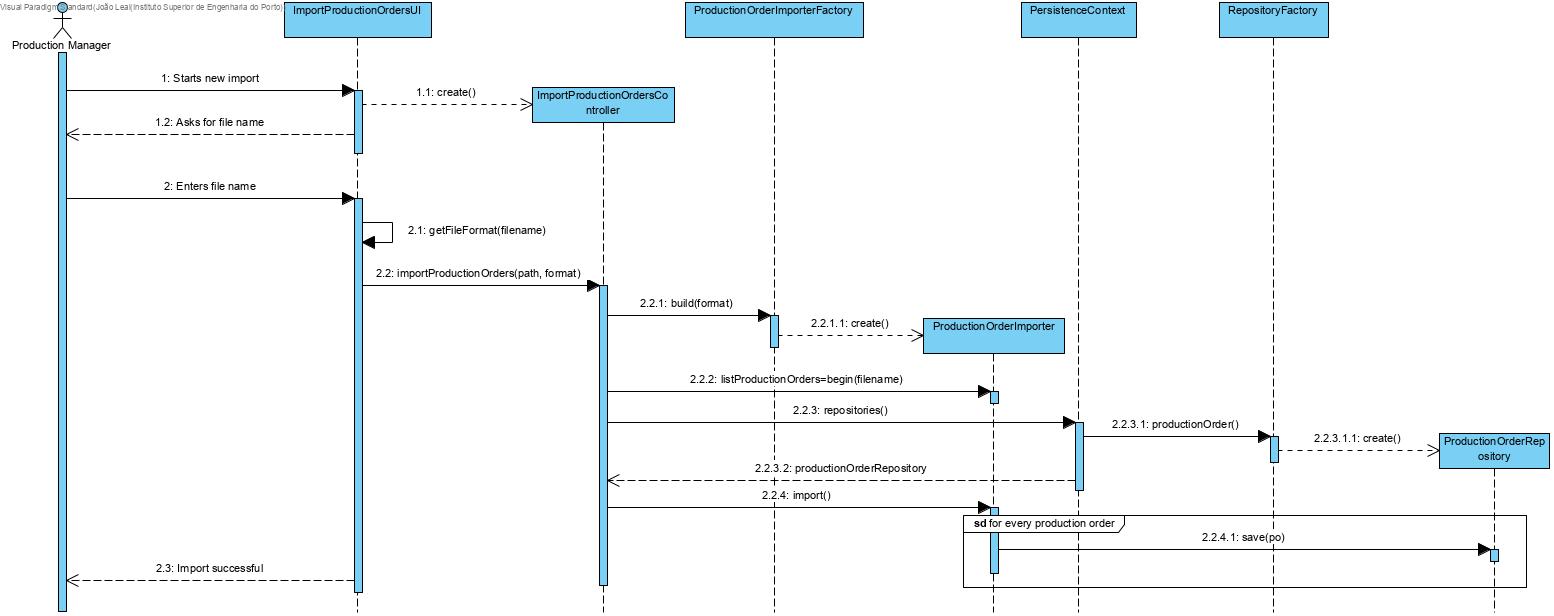 Visual Paradigm Standard(João Leal(Instituto Superior de Engenharia do Porto)
ImportProductionOrdersUI
ProductionOrderImporterFactory
PersistenceContext
RepositoryFactory
Production Manager
1: Starts new import
1.1: create()
ImportProductionOrdersCo
ntroller
1.2: Asks for file name
2: Enters file name
2.1: getFileFormat(filename)
2.2: importProductionOrders(path, format)
2.2.1: build(format)
2.2.1.1: create()
ProductionOrderImporter
2.2.2: listProductionOrders=begin(filename)
2.2.3: repositories()
2.2.3.1: productionOrder()
2.2.3.1.1: create()
ProductionOrderRep
ository
2.2.3.2: productionOrderRepository
2.2.4: import()
sd for every production order
2.2.4.1: save(po)
2.3: Import successful